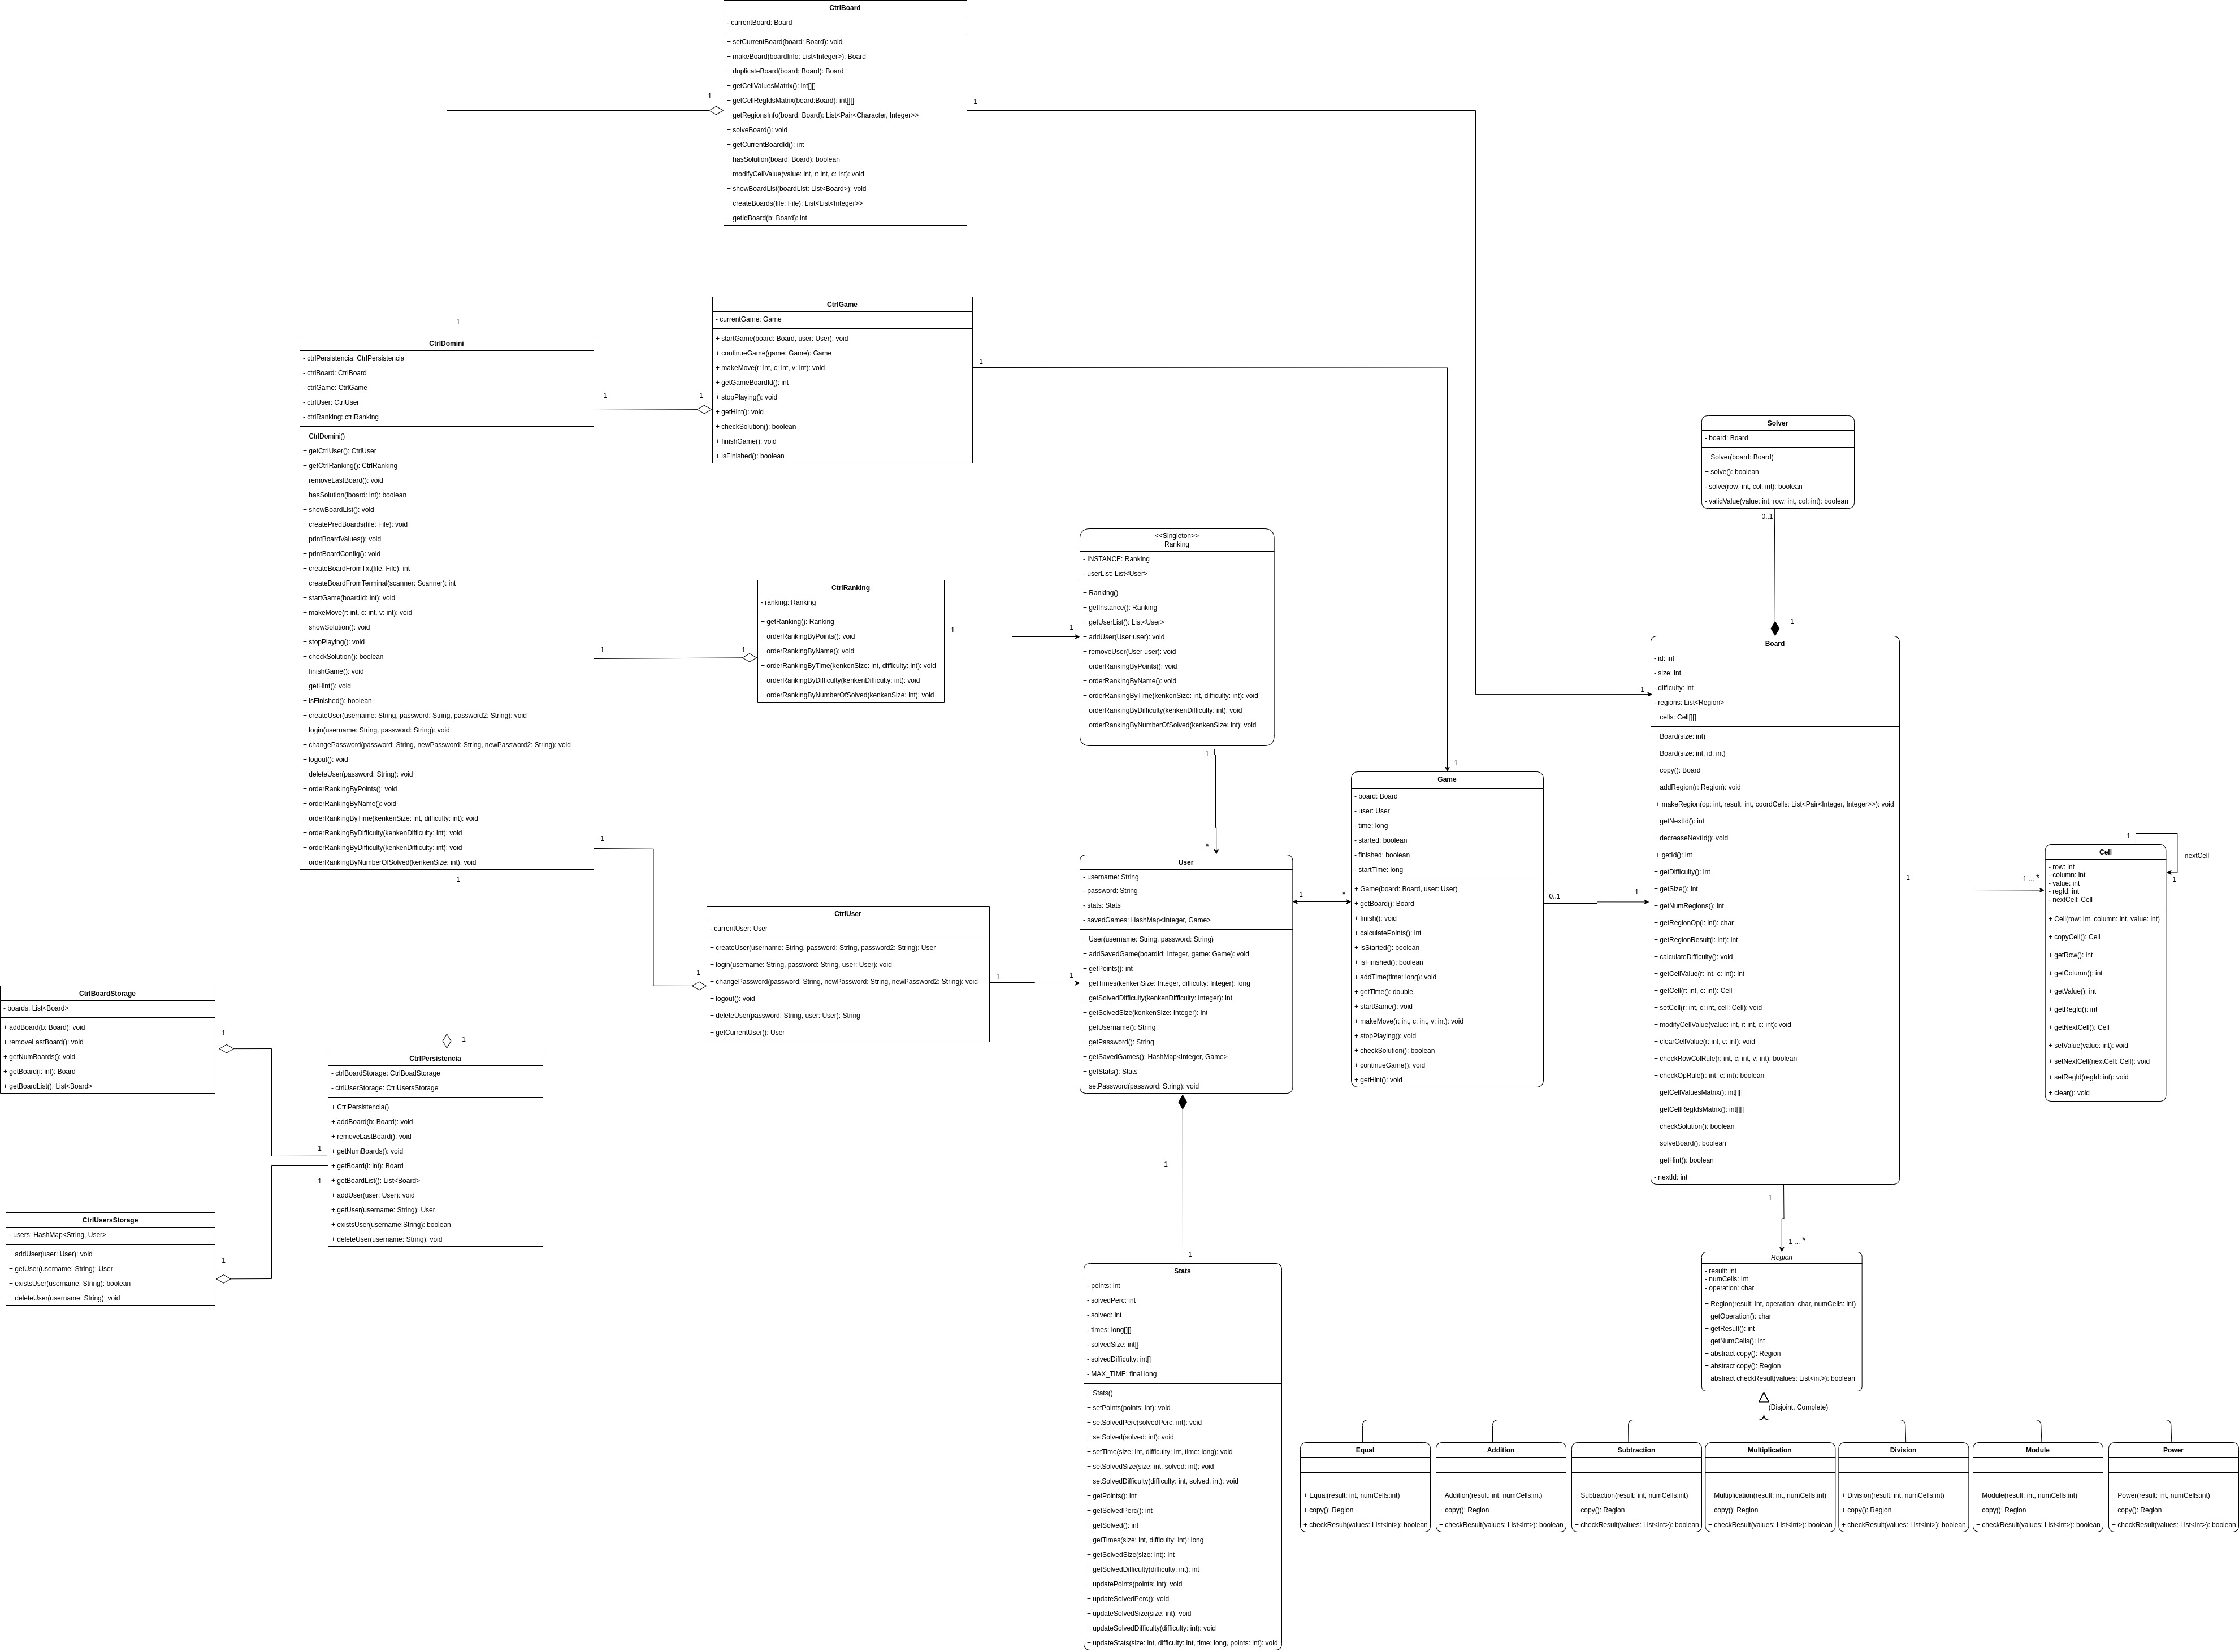 CtrlBoard
- currentBoard: Board
+ setCurrentBoard(board: Board): void
+ makeBoard(boardInfo: List<Integer>): Board
+ duplicateBoard(board: Board): Board
+ getCellValuesMatrix(): int[][]
+ getCellRegIdsMatrix(board:Board): int[][]
+ getRegionsInfo(board: Board): List<Pair<Character, Integer>>
+ solveBoard(): void
+ getCurrentBoardId(): int
+ hasSolution(board: Board): boolean
+ modifyCellValue(value: int, r: int, c: int): void
+ showBoardList(boardList: List<Board>): void
+ createBoards(file: File): List<List<Integer>>
+ getIdBoard(b: Board): int
1
1
1
CtrlGame
- currentGame: Game
+ startGame(board: Board, user: User): void
+ continueGame(game: Game): Game
+ makeMove(r: int, c: int, v: int): void
+ getGameBoardId(): int
+ stopPlaying(): void
+ getHint(): void
+ checkSolution(): boolean
+ finishGame(): void
+ isFinished(): boolean
1
1
1
CtrlDomini
- ctrlPersistencia: CtrlPersistencia
- ctrlBoard: CtrlBoard
- ctrlGame: CtrlGame
- ctrlUser: CtrlUser
- ctrlRanking: ctrlRanking
+ CtrlDomini()
+ getCtrlUser(): CtrlUser
+ getCtrlRanking(): CtrlRanking
+ removeLastBoard(): void
+ hasSolution(iboard: int): boolean
+ showBoardList(): void
+ createPredBoards(file: File): void
+ printBoardValues(): void
+ printBoardConfig(): void
+ createBoardFromTxt(file: File): int
+ createBoardFromTerminal(scanner: Scanner): int
+ startGame(boardId: int): void
+ makeMove(r: int, c: int, v: int): void
+ showSolution(): void
+ stopPlaying(): void
+ checkSolution(): boolean
+ finishGame(): void
+ getHint(): void
+ isFinished(): boolean
+ createUser(username: String, password: String, password2: String): void
+ login(username: String, password: String): void
+ changePassword(password: String, newPassword: String, newPassword2: String): void
+ logout(): void
+ deleteUser(password: String): void
+ orderRankingByPoints(): void
+ orderRankingByName(): void
+ orderRankingByTime(kenkenSize: int, difficulty: int): void
+ orderRankingByDifficulty(kenkenDifficulty: int): void
+ orderRankingByDifficulty(kenkenDifficulty: int): void
+ orderRankingByNumberOfSolved(kenkenSize: int): void
1
1
1
1
CtrlRanking
- ranking: Ranking
+ getRanking(): Ranking
+ orderRankingByPoints(): void
+ orderRankingByName(): void
+ orderRankingByTime(kenkenSize: int, difficulty: int): void
+ orderRankingByDifficulty(kenkenDifficulty: int): void
+ orderRankingByNumberOfSolved(kenkenSize: int): void
1
1
<<Singleton>>
Ranking
- INSTANCE: Ranking
- userList: List<User>
+ Ranking()
+ getInstance(): Ranking
+ getUserList(): List<User>
+ addUser(User user): void
+ removeUser(User user): void
+ orderRankingByPoints(): void
+ orderRankingByName(): void
+ orderRankingByTime(kenkenSize: int, difficulty: int): void
+ orderRankingByDifficulty(kenkenDifficulty: int): void
+ orderRankingByNumberOfSolved(kenkenSize: int): void
1
*
Solver
- board: Board
+ Solver(board: Board)
+ solve(): boolean
- solve(row: int, col: int): boolean
- validValue(value: int, row: int, col: int): boolean
0..1
1
1
Board
- id: int
- size: int
- difficulty: int
- regions: List<Region>
+ cells: Cell[][]
+ Board(size: int)
+ Board(size: int, id: int)
+ copy(): Board
+ addRegion(r: Region): void
+ makeRegion(op: int, result: int, coordCells: List<Pair<Integer, Integer>>): void
+ getNextId(): int
+ decreaseNextId(): void
+ getId(): int
+ getDifficulty(): int
+ getSize(): int
+ getNumRegions(): int
+ getRegionOp(i: int): char
+ getRegionResult(i: int): int
+ calculateDifficulty(): void
+ getCellValue(r: int, c: int): int
+ getCell(r: int, c: int): Cell
+ setCell(r: int, c: int, cell: Cell): void
+ modifyCellValue(value: int, r: int, c: int): void
+ clearCellValue(r: int, c: int): void
+ checkRowColRule(r: int, c: int, v: int): boolean
+ checkOpRule(r: int, c: int): boolean
+ getCellValuesMatrix(): int[][]
+ getCellRegIdsMatrix(): int[][]
+ checkSolution(): boolean
+ solveBoard(): boolean
+ getHint(): boolean
- nextId: int
1
1 ... *
1
1 ... *
Game
- board: Board
- user: User
- time: long
- started: boolean
- finished: boolean
- startTime: long
+ Game(board: Board, user: User)
+ getBoard(): Board
+ finish(): void
+ calculatePoints(): int
+ isStarted(): boolean
+ isFinished(): boolean
+ addTime(time: long): void
+ getTime(): double
+ startGame(): void
+ makeMove(r: int, c: int, v: int): void
+ stopPlaying(): void
+ checkSolution(): boolean
+ continueGame(): void
+ getHint(): void
1
0..1
1
Cell
- row: int
- column: int
- value: int
- regId: int
- nextCell: Cell
+ Cell(row: int, column: int, value: int)
+ copyCell(): Cell
+ getRow(): int
+ getColumn(): int
+ getValue(): int
+ getRegId(): int
+ getNextCell(): Cell
+ setValue(value: int): void
+ setNextCell(nextCell: Cell): void
+ setRegId(regId: int): void
+ clear(): void
1
nextCell
1
User
- username: String
- password: String
- stats: Stats
- savedGames: HashMap<Integer, Game>
+ User(username: String, password: String)
+ addSavedGame(boardId: Integer, game: Game): void
+ getPoints(): int
+ getTimes(kenkenSize: Integer, difficulty: Integer): long
+ getSolvedDifficulty(kenkenDifficulty: Integer): int
+ getSolvedSize(kenkenSize: Integer): int
+ getUsername(): String
+ getPassword(): String
+ getSavedGames(): HashMap<Integer, Game>
+ getStats(): Stats
+ setPassword(password: String): void
1
*
CtrlUser
- currentUser: User
+ createUser(username: String, password: String, password2: String): User
+ login(username: String, password: String, user: User): void
+ changePassword(password: String, newPassword: String, newPassword2: String): void
+ logout(): void
+ deleteUser(password: String, user: User): String
+ getCurrentUser(): User
1
1
1
CtrlBoardStorage
- boards: List<Board>
+ addBoard(b: Board): void
+ removeLastBoard(): void
+ getNumBoards(): void
+ getBoard(i: int): Board
+ getBoardList(): List<Board>
1
1
CtrlPersistencia
- ctrlBoardStorage: CtrlBoadStorage
- ctrlUserStorage: CtrlUsersStorage
+ CtrlPersistencia()
+ addBoard(b: Board): void
+ removeLastBoard(): void
+ getNumBoards(): void
+ getBoard(i: int): Board
+ getBoardList(): List<Board>
+ addUser(user: User): void
+ getUser(username: String): User
+ existsUser(username:String): boolean
+ deleteUser(username: String): void
1
1
CtrlUsersStorage
- users: HashMap<String, User>
+ addUser(user: User): void
+ getUser(username: String): User
+ existsUser(username: String): boolean
+ deleteUser(username: String): void
1
1
1
Stats
- points: int
- solvedPerc: int
- solved: int
- times: long[][]
- solvedSize: int[]
- solvedDifficulty: int[]
- MAX_TIME: final long
+ Stats()
+ setPoints(points: int): void
+ setSolvedPerc(solvedPerc: int): void
+ setSolved(solved: int): void
+ setTime(size: int, difficulty: int, time: long): void
+ setSolvedSize(size: int, solved: int): void
+ setSolvedDifficulty(difficulty: int, solved: int): void
+ getPoints(): int
+ getSolvedPerc(): int
+ getSolved(): int
+ getTimes(size: int, difficulty: int): long
+ getSolvedSize(size: int): int
+ getSolvedDifficulty(difficulty: int): int
+ updatePoints(points: int): void
+ updateSolvedPerc(): void
+ updateSolvedSize(size: int): void
+ updateSolvedDifficulty(difficulty: int): void
+ updateStats(size: int, difficulty: int, time: long, points: int): void
Region
- result: int
- numCells: int
- operation: char
+ Region(result: int, operation: char, numCells: int)
+ getOperation(): char
+ getResult(): int
+ getNumCells(): int
+ abstract copy(): Region
+ abstract copy(): Region
+ abstract checkResult(values: List<int>): boolean
(Disjoint, Complete)
Equal
+ Equal(result: int, numCells:int)
+ copy(): Region
+ checkResult(values: List<int>): boolean
Addition
+ Addition(result: int, numCells:int)
+ copy(): Region
+ checkResult(values: List<int>): boolean
Subtraction
+ Subtraction(result: int, numCells:int)
+ copy(): Region
+ checkResult(values: List<int>): boolean
Multiplication
+ Multiplication(result: int, numCells:int)
+ copy(): Region
+ checkResult(values: List<int>): boolean
Division
+ Division(result: int, numCells:int)
+ copy(): Region
+ checkResult(values: List<int>): boolean
Module
+ Module(result: int, numCells:int)
+ copy(): Region
+ checkResult(values: List<int>): boolean
Power
+ Power(result: int, numCells:int)
+ copy(): Region
+ checkResult(values: List<int>): boolean